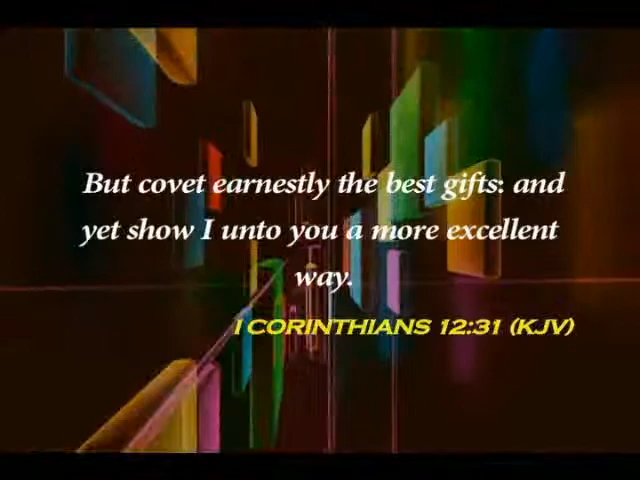 But covet earnestly the best gifts: and
yet show I unto you a more excellent
way.
I CORINTHIANS 12:31 (KJV)